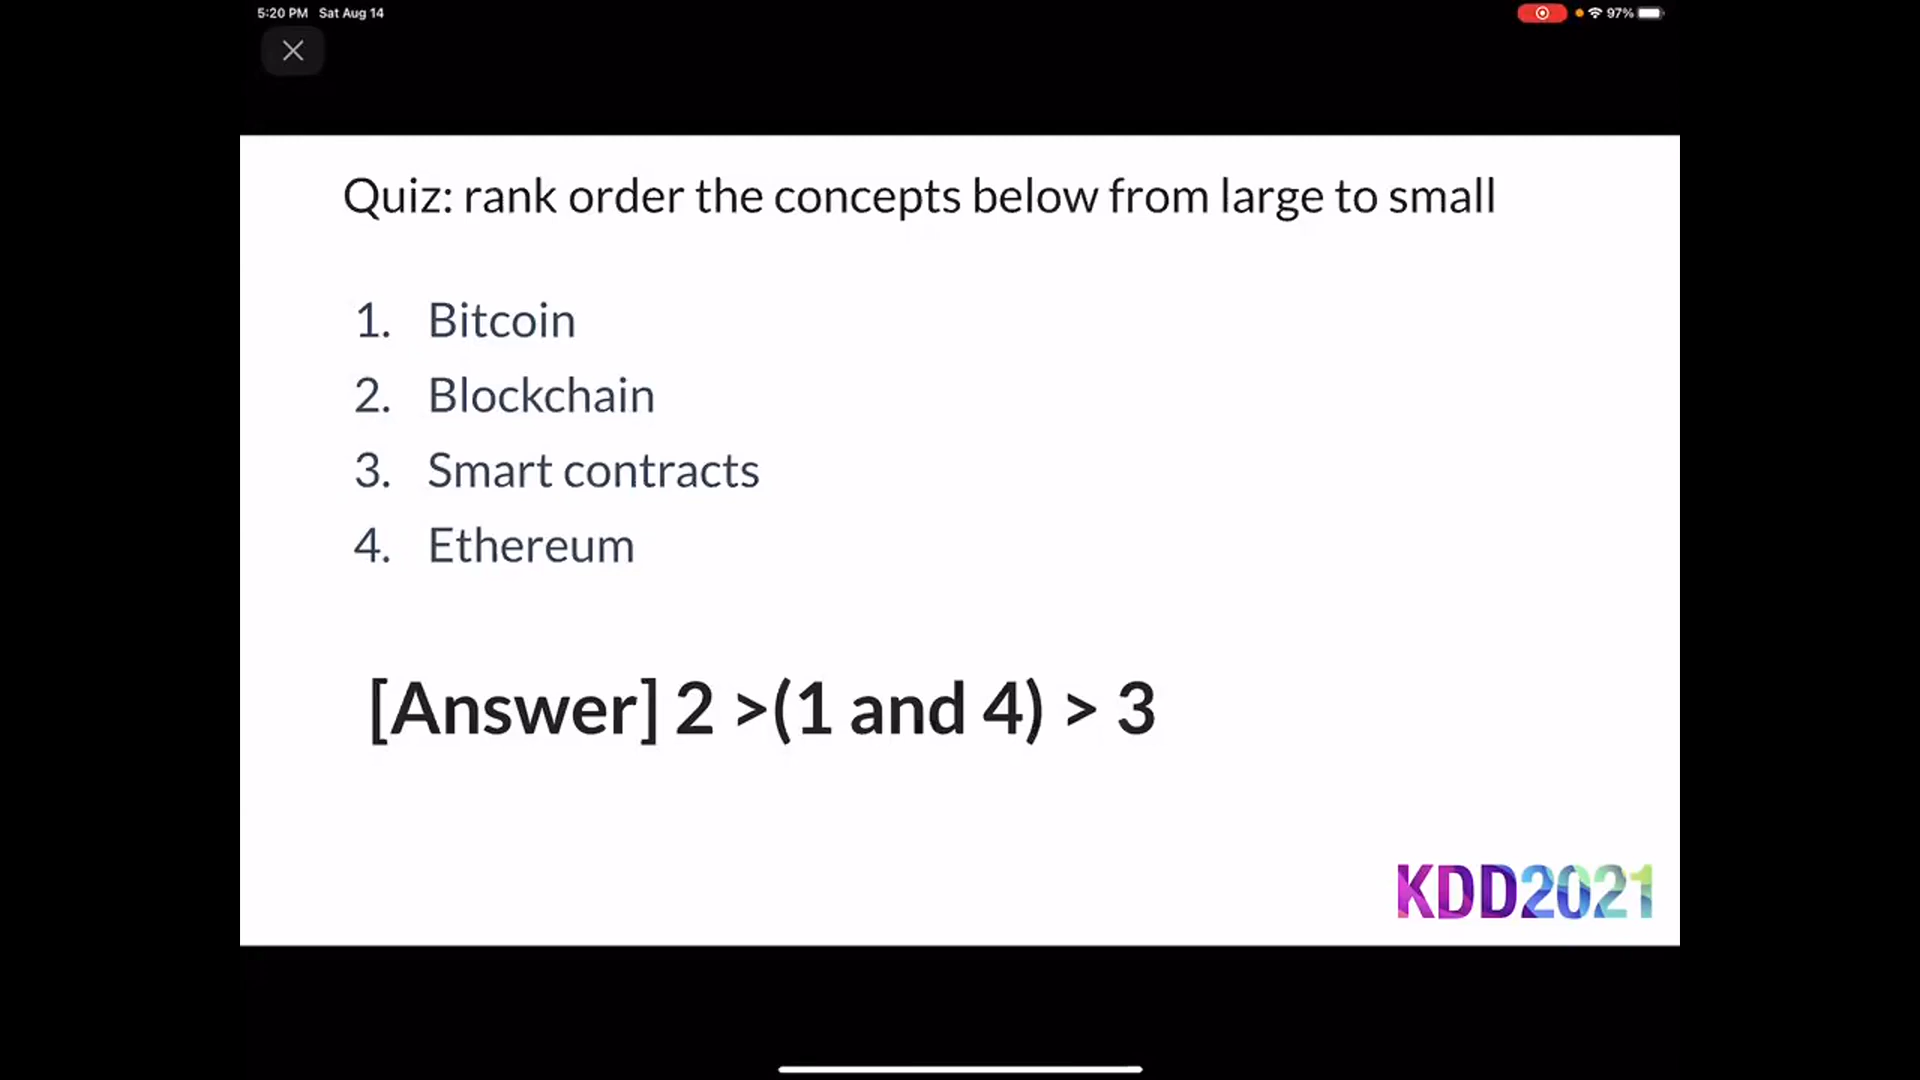 5:20 PM Sat Aug 14
97%
Quiz: rank order the concepts below from large to small
1. Bitcoin
2. Blockchain
3. Smart contracts
4. Ethereum
[Answer] 2 >(1 and 4) > 3
KDD2021